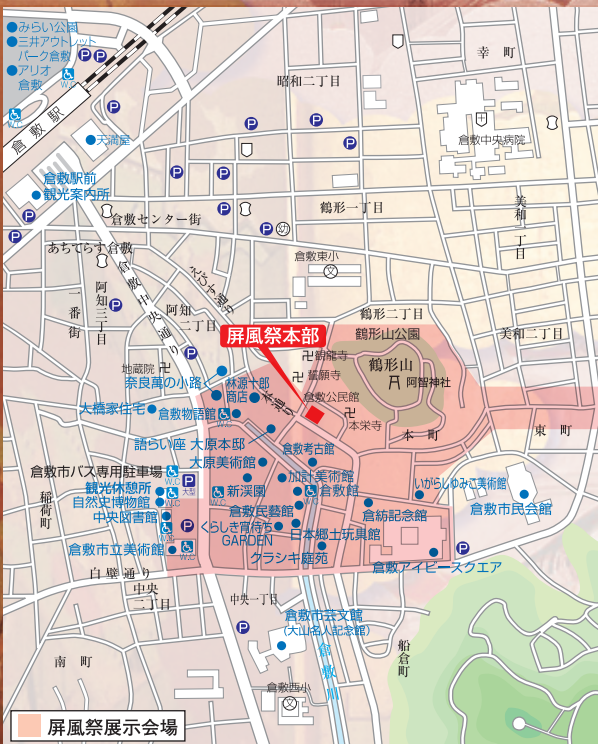 みらい公園
三井アウトレット
パーク倉敷
P P
アリオ
倉敷
W.C
W.C
倉敷駅
P
天満屋
倉敷駅前
観光案内所
P
P
昭和二丁目
P
P
P
P
P
幸町
倉敷中央病院
美和一丁目
鶴形一丁目
P
P
幼
倉敷センター街
あちてらす倉敷
倉敷中央通り
えびす通り
一番街
阿知三丁目
P
阿知二丁目
倉敷東小
文
鶴形二丁目
美和二丁目
屏風祭本部
鶴形山公園
観龍寺
鶴形山
阿智神社
誓願寺
P
地蔵院
奈良萬の小路
林源十郎
商店
本通り
倉敷公民館
本栄寺
大橋家住宅
倉敷物語館
W.C
本町
東町
語らい座 大原本邸
倉敷考古館
大原美術館
加計美術館
いがらしゆみこ美術館
倉敷市バス専用駐車場
W.C
P
大型
観光休憩所
W.C
新渓園
W.C
倉敷館
W.C
自然史博物館
倉敷民藝館
倉紡記念館
倉敷市民会館
稲荷町
中央図書館
W.C
P
くらしき宵待ち
GARDEN
日本郷土玩具館
倉敷市立美術館
W.C
クラシキ庭苑
倉敷アイビースクエア
P
白壁通り
中央
二丁目
中央一丁目
P
倉敷市芸文館
(大山名人記念館)
倉敷川
船倉町
南町
倉敷西小
文
屏風祭展示会場